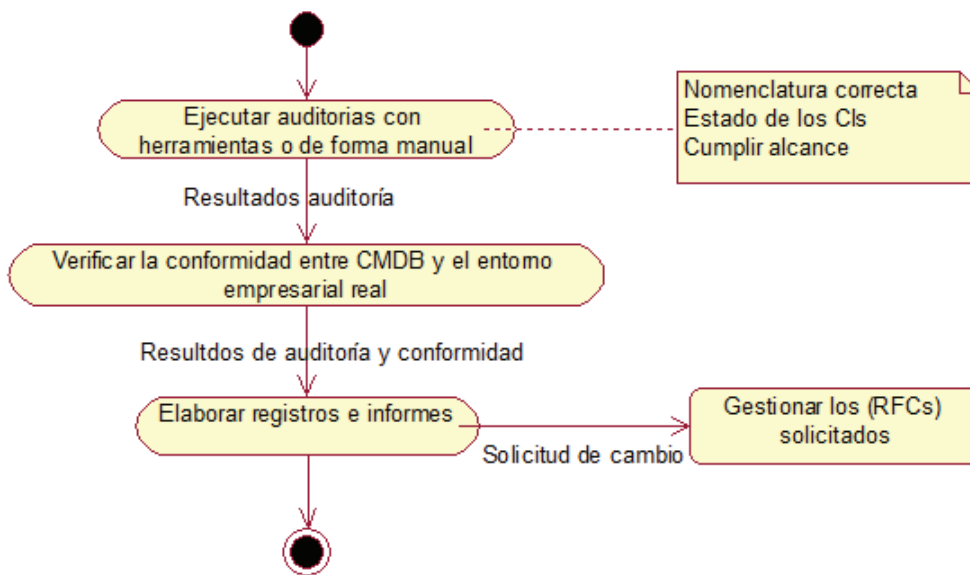 Ejecutar auditorias con
herramientas o de forma manual
Nomenclatura correcta
Estado de los CIs
Cumplir alcance
Resultados auditoría
Verificar la conformidad entre CMDB y el entorno
empresarial real
Resultdos de auditoría y conformidad
Elaborar registros e informes
Solicitud de cambio
Gestionar los (RFCs)
solicitados